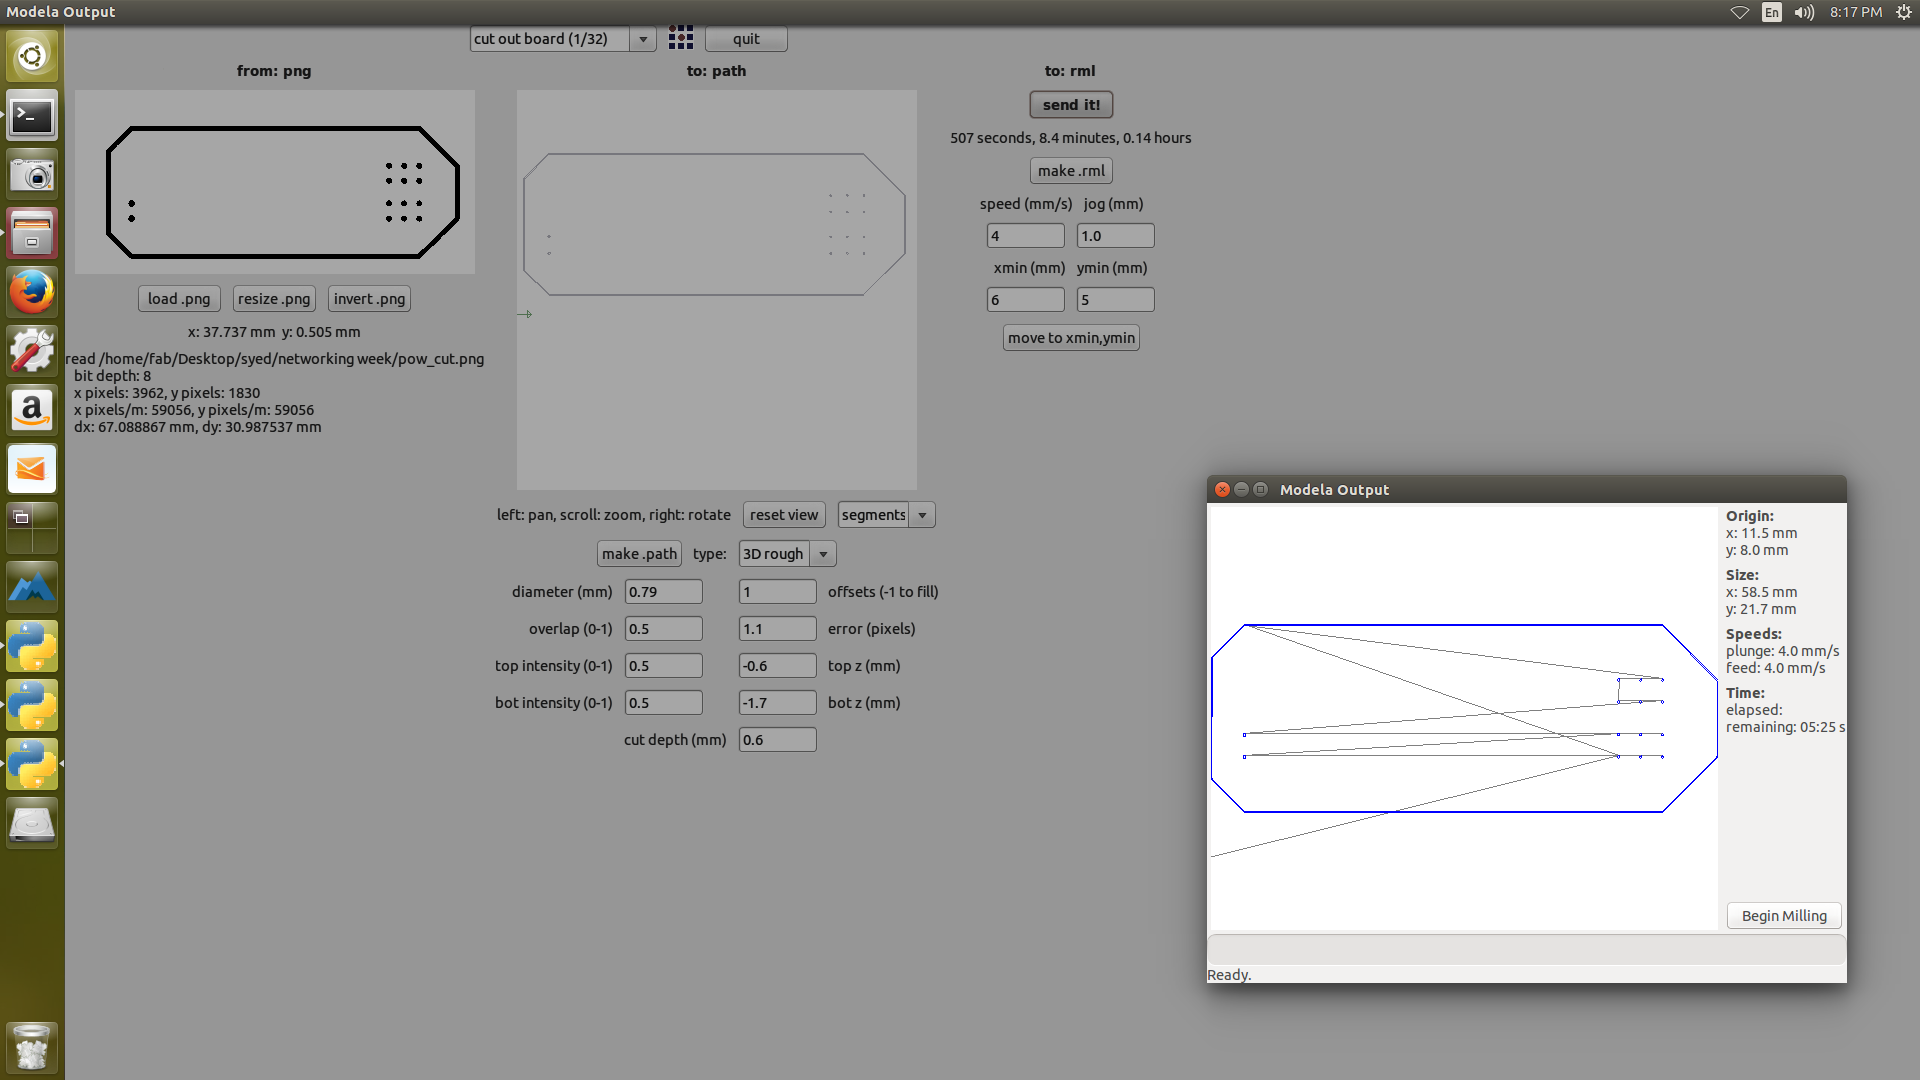 Modela Output
En
8:17 PM
cut out board (1/32)
quit
from: png
to: path
to: rml
send it!
507 seconds, 8.4 minutes, 0.14 hours
make .rml
speed (mm/s) jog (mm)
4 1.0
xmin (mm) ymin (mm)
6 5
move to xmin,ymin
load .png resize .png invert .png
x: 37.737 mm y: 0.505 mm
read /home/fab/Desktop/syed/networking week/pow_cut.png
bit depth: 8
x pixels: 3962, y pixels: 1830
x pixels/m: 59056, y pixels/m: 59056
dx: 67.088867 mm, dy: 30.987537 mm
left: pan, scroll: zoom, right: rotate reset view segments
make .path type: 3D rough
diameter (mm) 0.79 1 offsets (-1 to fill)
overlap (0-1) 0.5 1.1 error (pixels)
top intensity (0-1) 0.5 -0.6 top z (mm)
bot intensity (0-1) 0.5 -1.7 bot z (mm)
cut depth (mm) 0.6
Modela Output
Origin:
x: 11.5 mm
y: 8.0 mm
Size:
x: 58.5 mm
y: 21.7 mm
Speeds:
plunge: 4.0 mm/s
feed: 4.0 mm/s
Time:
elapsed:
remaining: 05:25 s
Begin Milling
Ready.